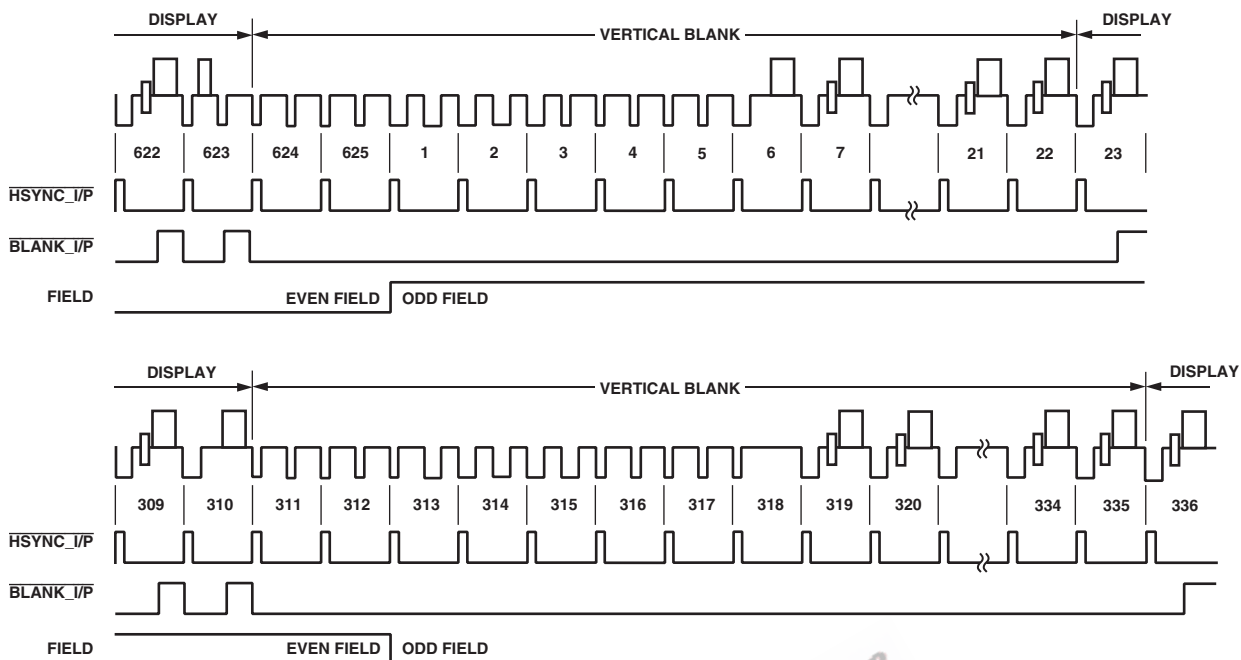 DISPLAY VERTICAL BLANK DISPLAY
622 623 624 625 1 2 3 4 5 6 7 21 22 23
HSYNC_I/P
BLANK_I/P
FIELD EVEN FIELD ODD FIELD
DISPLAY VERTICAL BLANK DISPLAY
309 310 311 312 313 314 315 316 317 318 319 320 334 335 336
HSYNC_I/P
BLANK_I/P
FIELD EVEN FIELD ODD FIELD